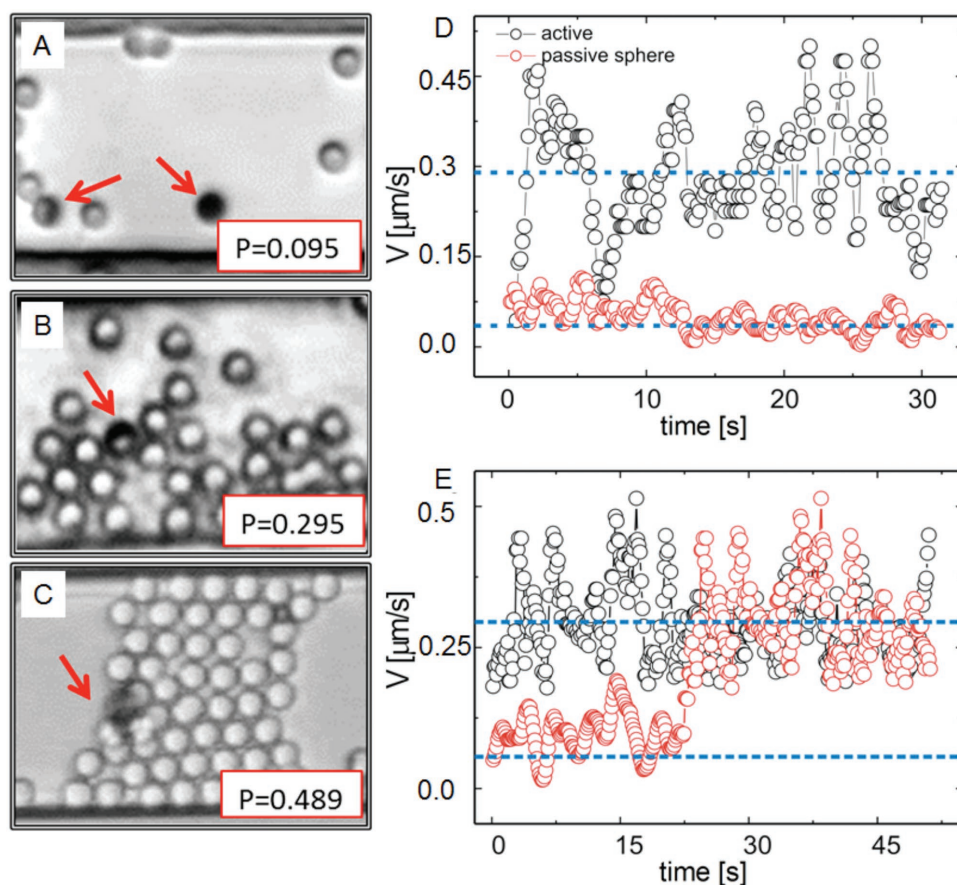 A
P=0.095
B
P=0.295
C
P=0.489
D
active
passive sphere
V [μm/s]
0.45
0.3
0.15
0.0
0 10 20 30
time [s]
E
V [μm/s]
0.5
0.25
0.0
0 15 30 45
time [s]